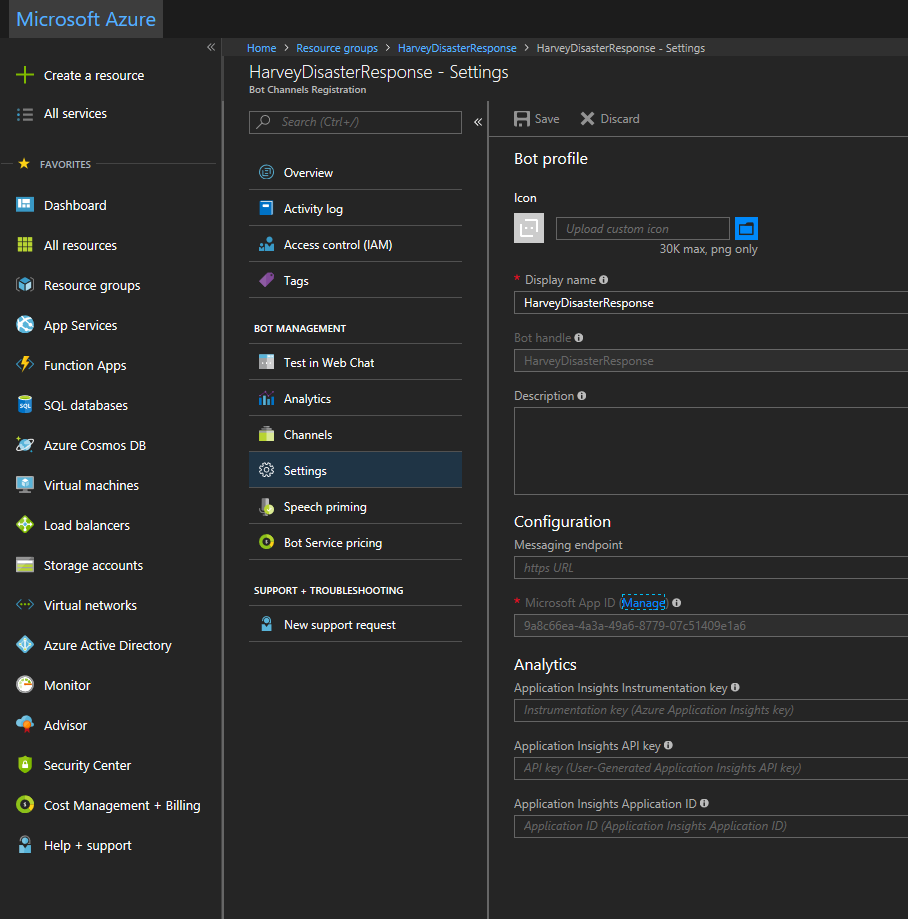 Microsoft Azure
Create a resource
All services
FAVORITES
Dashboard
All resources
Resource groups
App Services
Function Apps
SQL
SQL databases
Azure Cosmos DB
Virtual machines
Load balancers
Storage accounts
Virtual networks
Azure Active Directory
Monitor
Advisor
Security Center
Cost Management + Billing
Help + support
Home > Resource groups > HarveyDisasterResponse > HarveyDisasterResponse - Settings
HarveyDisasterResponse - Settings
Bot Channels Registration
Search (Ctrl+/)
Overview
Activity log
Access control (IAM)
Tags
BOT MANAGEMENT
Test in Web Chat
Analytics
Channels
Settings
Speech priming
Bot Service pricing
SUPPORT + TROUBLESHOOTING
New support request
Save Discard
Bot profile
Icon
Upload custom icon
30K max, png only
* Display name
HarveyDisasterResponse
Bot handle
HarveyDisasterResponse
Description
Configuration
Messaging endpoint
https URL
* Microsoft App ID (Manage)
9a8c66ea-4a3a-49a6-8779-07c51409e1a6
Analytics
Application Insights Instrumentation key
Instrumentation key (Azure Application Insights key)
Application Insights API key
API key (User-Generated Application Insights API key)
Application Insights Application ID
Application ID (Application Insights Application ID)